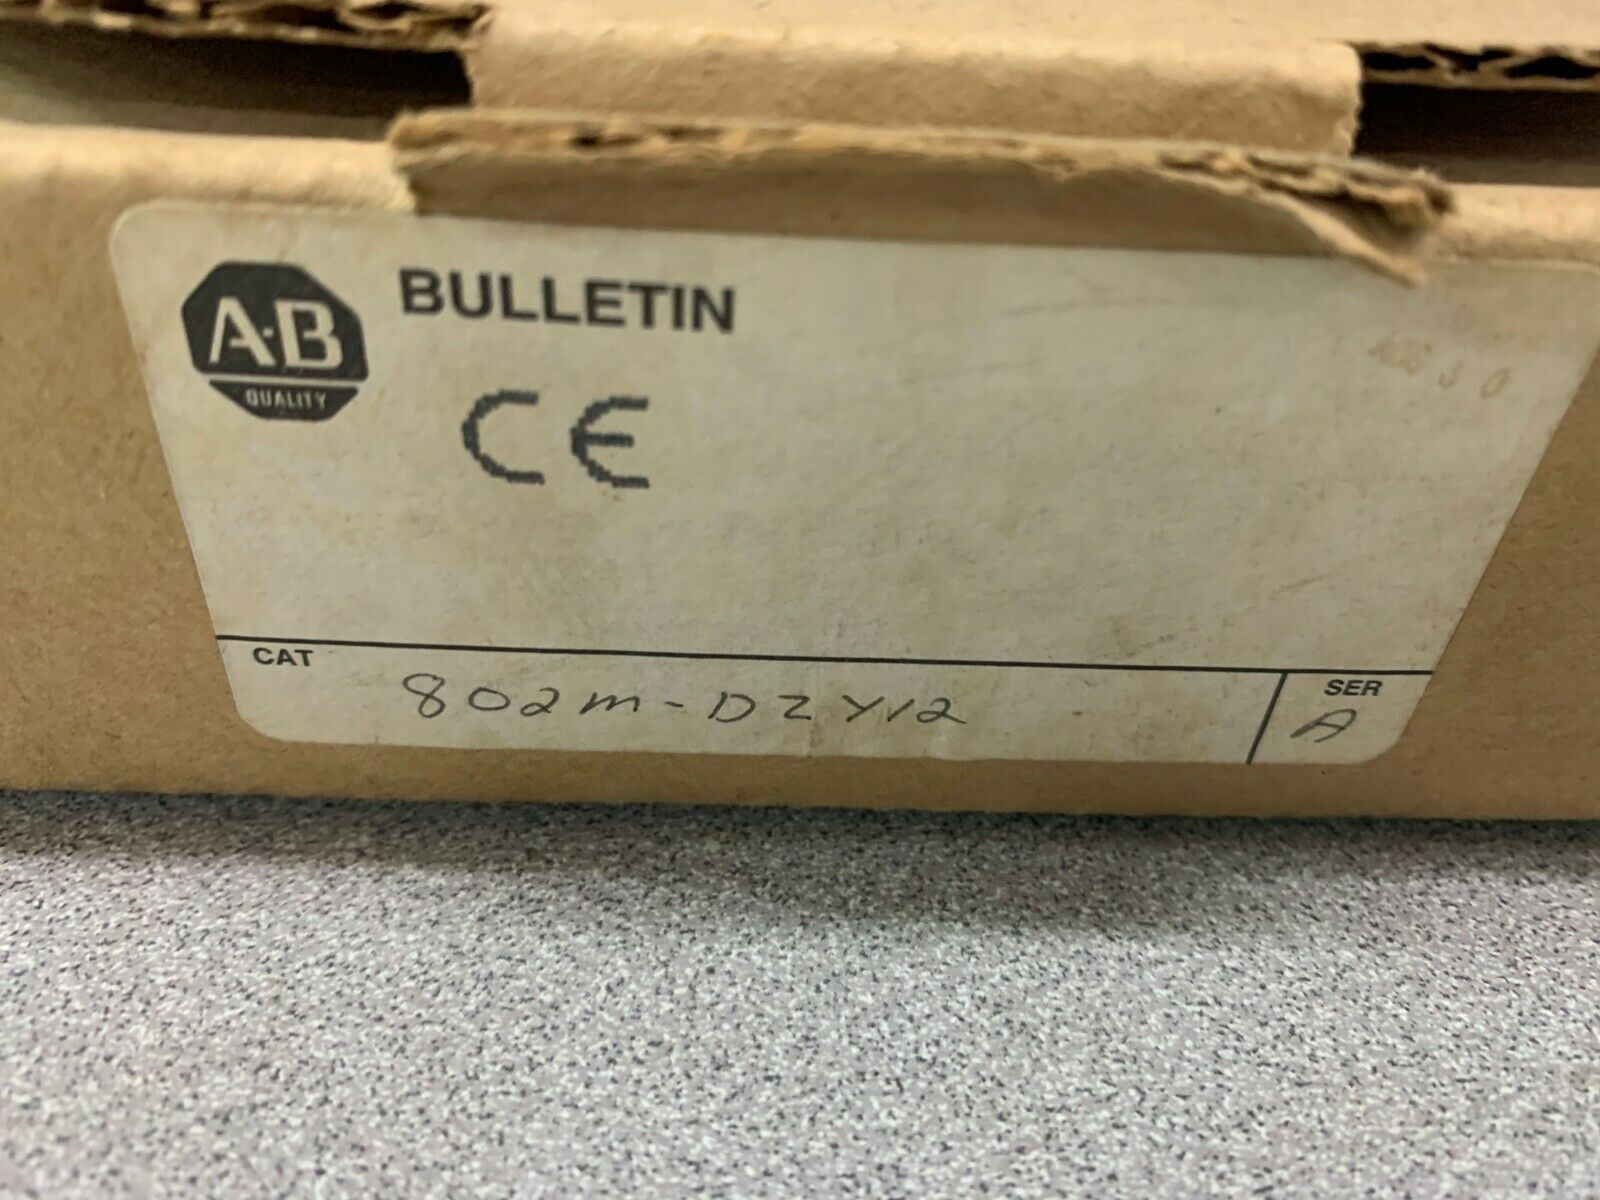 A-B
QUALITY
BULLETIN
CE
CAT
802M-DZY12
SER
A